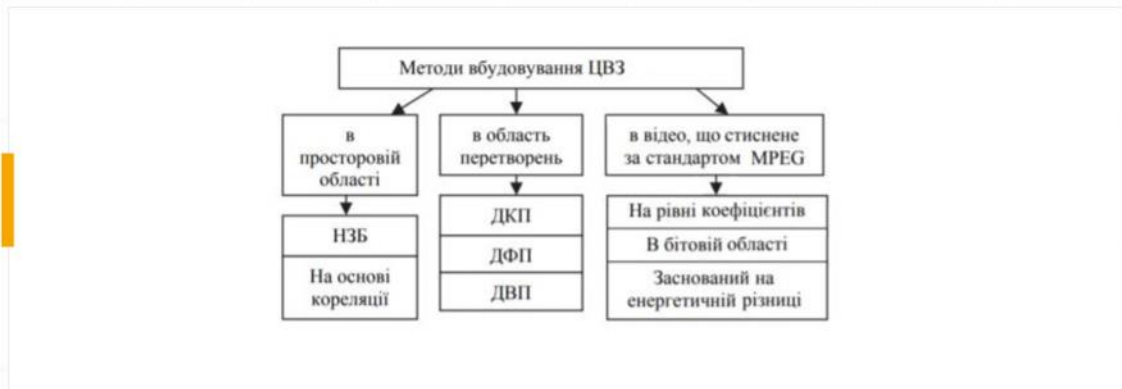 Методи вбудовування ЦВЗ
в
просторовій
області
НЗБ
На основі
кореляції
в область
перетворень
ДКП
ДФП
ДВП
в відео, що стиснене
за стандартом MPEG
На рівні коефіцієнтів
В бітовій області
Заснований на
енергетичній різниці